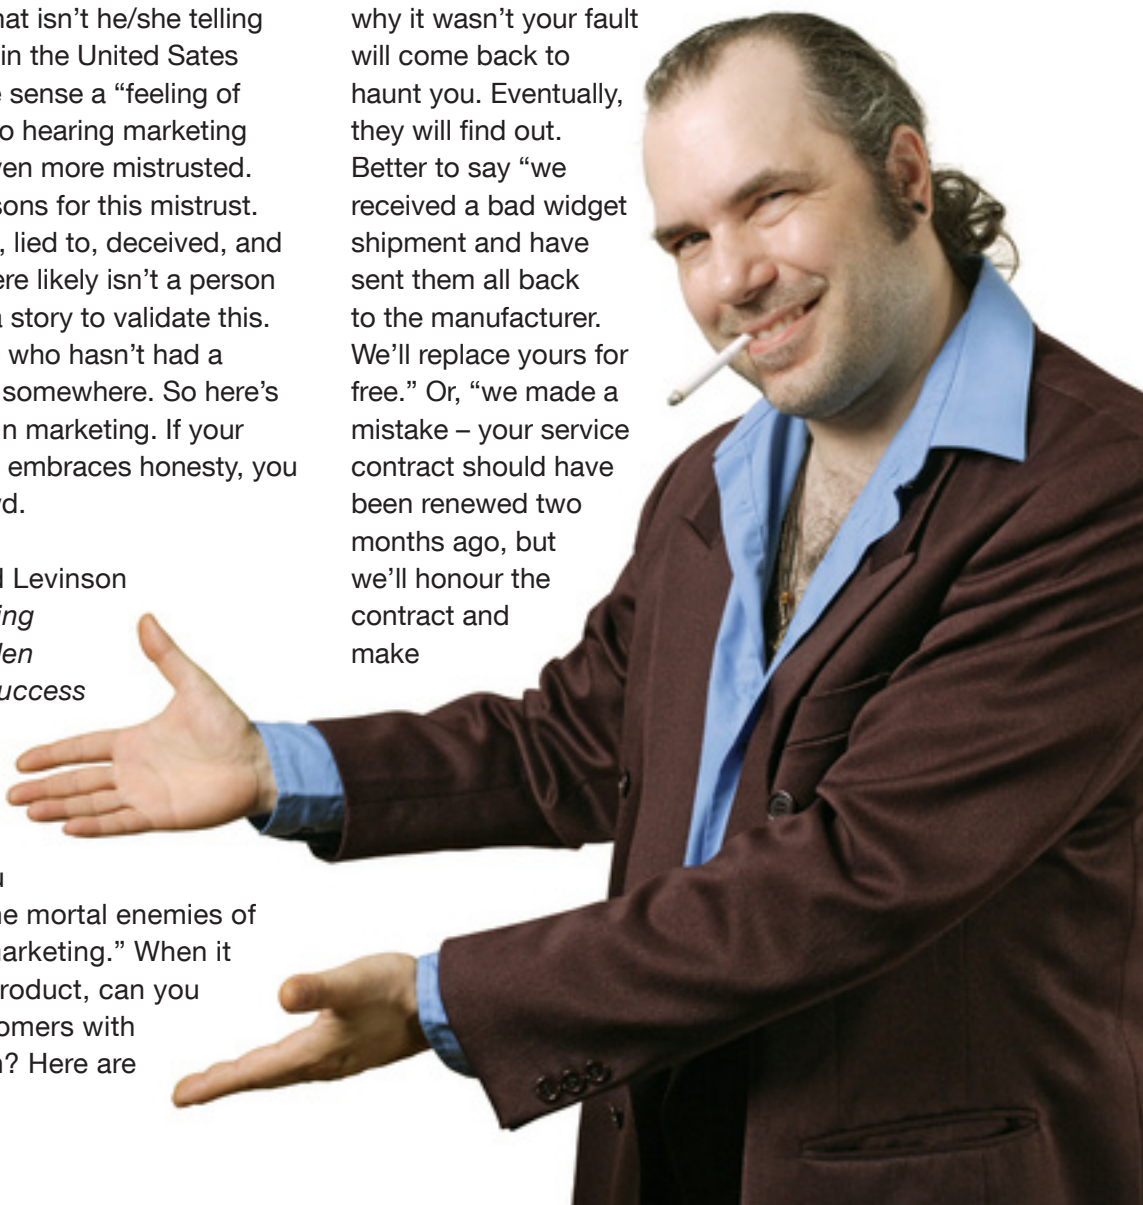 hat isn’t he/she telling
in the United Sates
sense a “feeling of
o hearing marketing
ven more mistrusted.
sons for this mistrust.
, lied to, deceived, and
ere likely isn’t a person
a story to validate this.
who hasn’t had a
somewhere. So here’s
n marketing. If your
embraces honesty, you
d.
d Levinson
ing
en
uccess
u
e mortal enemies of
arketing.” When it
roduct, can you
omers with
? Here are
why it wasn’t your fault
will come back to
haunt you. Eventually,
they will find out.
Better to say “we
received a bad widget
shipment and have
sent them all back
to the manufacturer.
We’ll replace yours for
free.” Or, “we made a
mistake – your service
contract should have
been renewed two
months ago, but
we’ll honour the
contract and
make